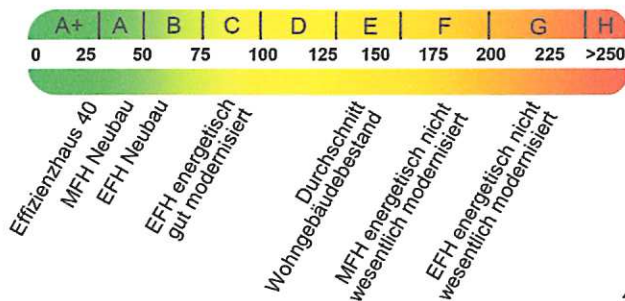 A+ A B C D E F G H
0 25 50 75 100 125 150 175 200 225 >250
Effizienzhaus 40
MFH Neubau
EFH Neubau
EFH energetisch
gut modernisiert
Durchschnitt
Wohngebäudebestand
MFH energetisch nicht
wesentlich modernisiert
EFH energetisch nicht
wesentlich modernisiert